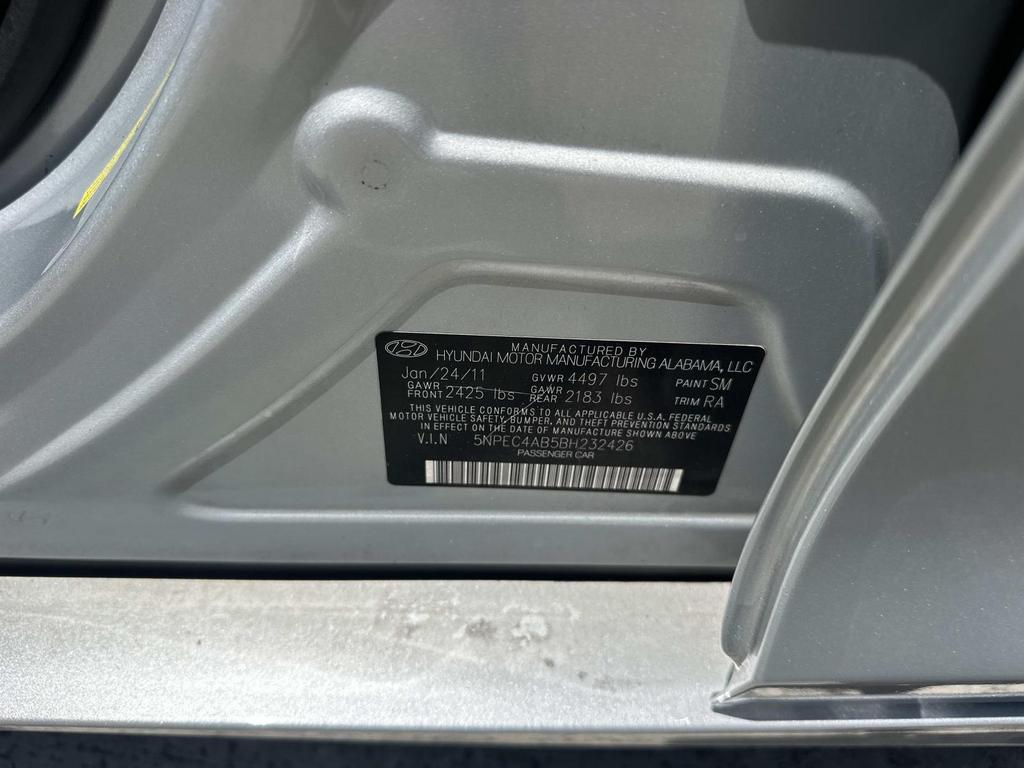 MANUFACTURED BY
HYUNDAI MOTOR MANUFACTURING ALABAMA, LLC
Jan/24/11 GVWR 4497 lbs PAINT SM
GAWR FRONT 2425 lbs GAWR REAR 2183 lbs TRIM RA
THIS VEHICLE CONFORMS TO ALL APPLICABLE U.S.A. FEDERAL
MOTOR VEHICLE SAFETY, BUMPER, AND THEFT PREVENTION STANDARDS
IN EFFECT ON THE DATE OF MANUFACTURE SHOWN ABOVE
V.I.N 5NPEC4AB5BH232426
PASSENGER CAR